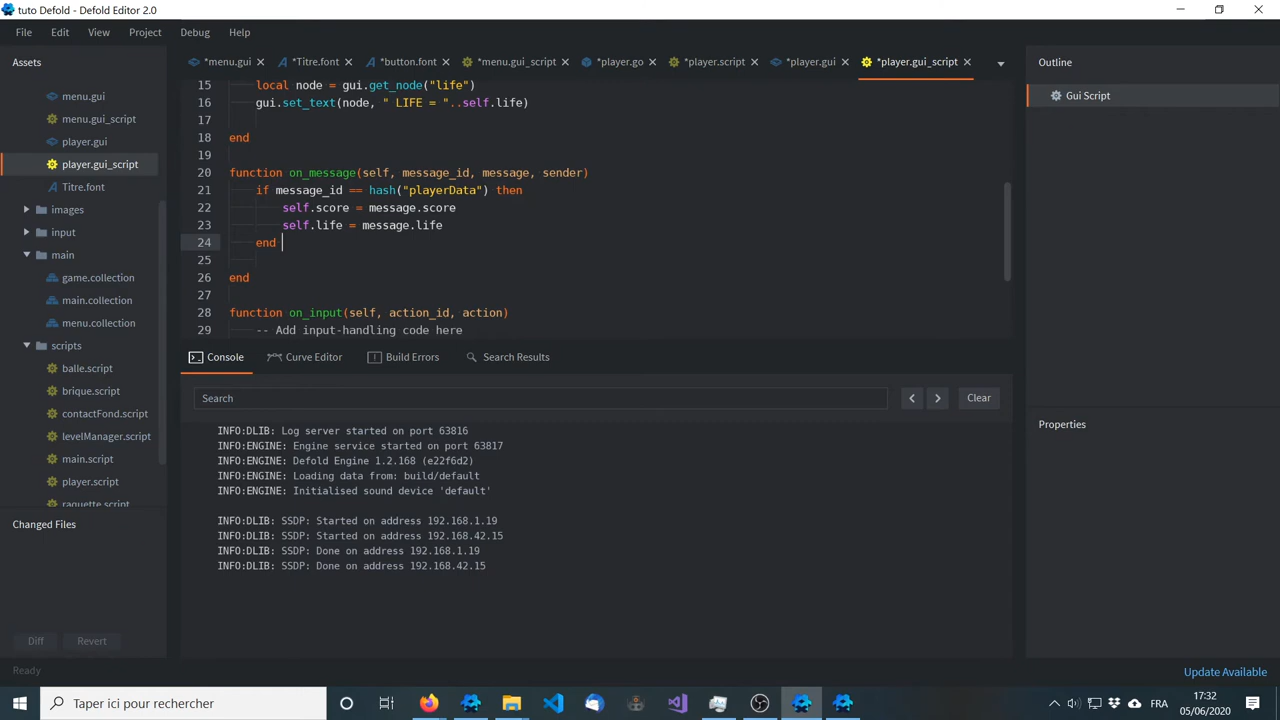 tuto Defold - Defold Editor 2.0
File Edit View Project Debug Help
Assets
menu.gui
menu.gui_script
player.gui
player.gui_script
Titre.font
images
input
main
game.collection
main.collection
menu.collection
scripts
balle.script
brique.script
contactFond.script
levelManager.script
main.script
player.script
raquette.script
Changed Files
Diff Revert
Ready
*menu.gui *Titre.font *button.font *menu.gui_script *player.go *player.script *player.gui *player.gui_script
15 local node = gui.get_node("life")
16 gui.set_text(node, " LIFE = "..self.life)
17
18 end
19
20 function on_message(self, message_id, message, sender)
21 if message_id == hash("playerData") then
22 self.score = message.score
23 self.life = message.life
24 end
25
26 end
27
28 function on_input(self, action_id, action)
29 -- Add input-handling code here
Console Curve Editor Build Errors Search Results
Search Clear
INFO:DLIB: Log server started on port 63816
INFO:ENGINE: Engine service started on port 63817
INFO:ENGINE: Defold Engine 1.2.168 (e22f6d2)
INFO:ENGINE: Loading data from: build/default
INFO:ENGINE: Initialised sound device 'default'
INFO:DLIB: SSDP: Started on address 192.168.1.19
INFO:DLIB: SSDP: Started on address 192.168.42.15
INFO:DLIB: SSDP: Done on address 192.168.1.19
INFO:DLIB: SSDP: Done on address 192.168.42.15
Outline
Gui Script
Properties
Update Available
Taper ici pour rechercher
FRA
17:32
05/06/2020